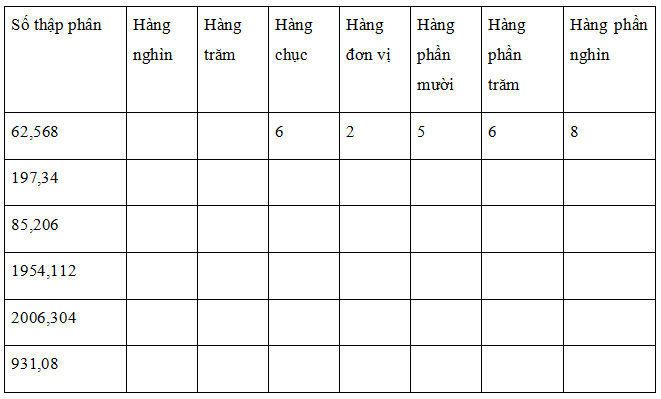 Số thập phân Hàng nghìn Hàng trăm Hàng chục Hàng đơn vị Hàng phần mười Hàng phần trăm Hàng phần nghìn
62,568 6 2 5 6 8
197,34
85,206
1954,112
2006,304
931,08